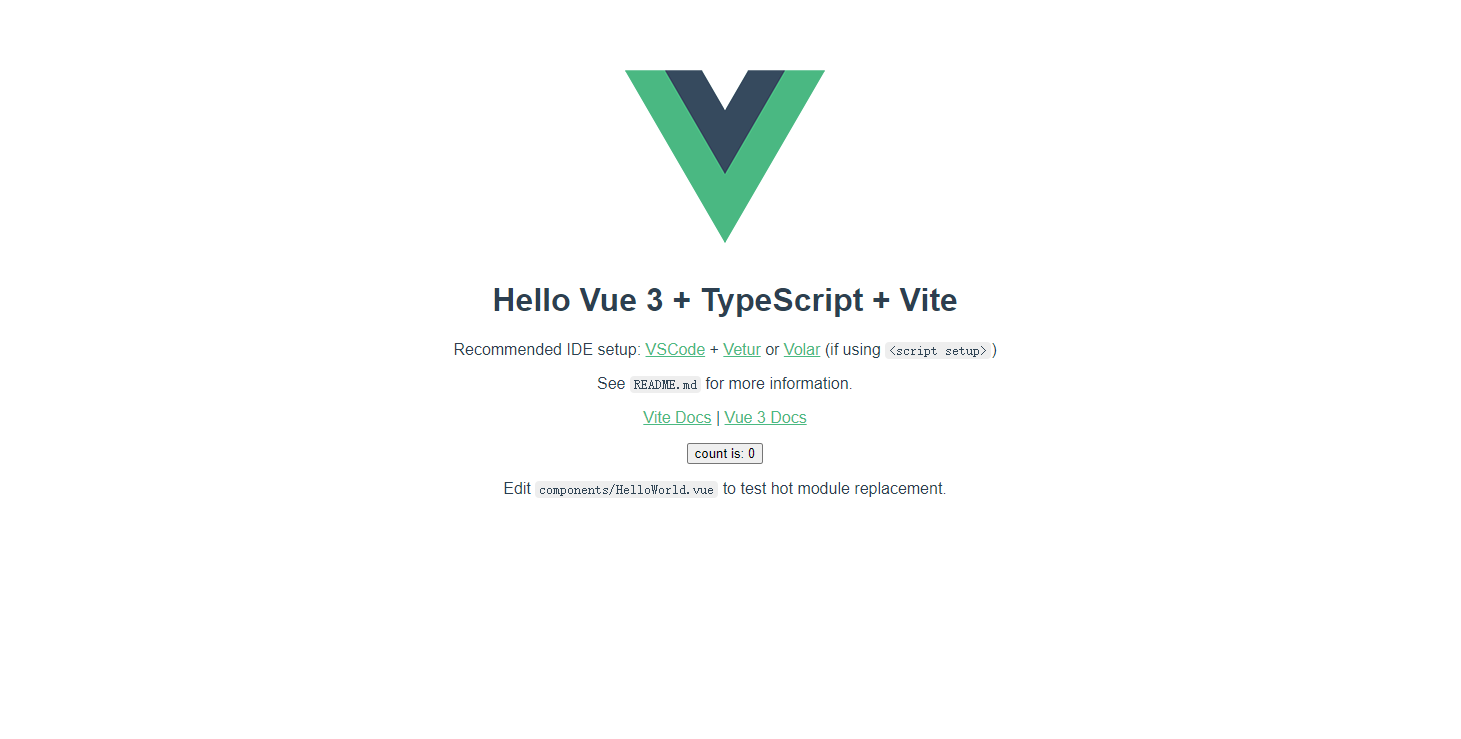 Hello Vue 3 + TypeScript + Vite
Recommended IDE setup: VSCode + Vetur or Volar (if using <script setup>)
See README.md for more information.
Vite Docs | Vue 3 Docs
count is: 0
Edit components/HelloWorld.vue to test hot module replacement.